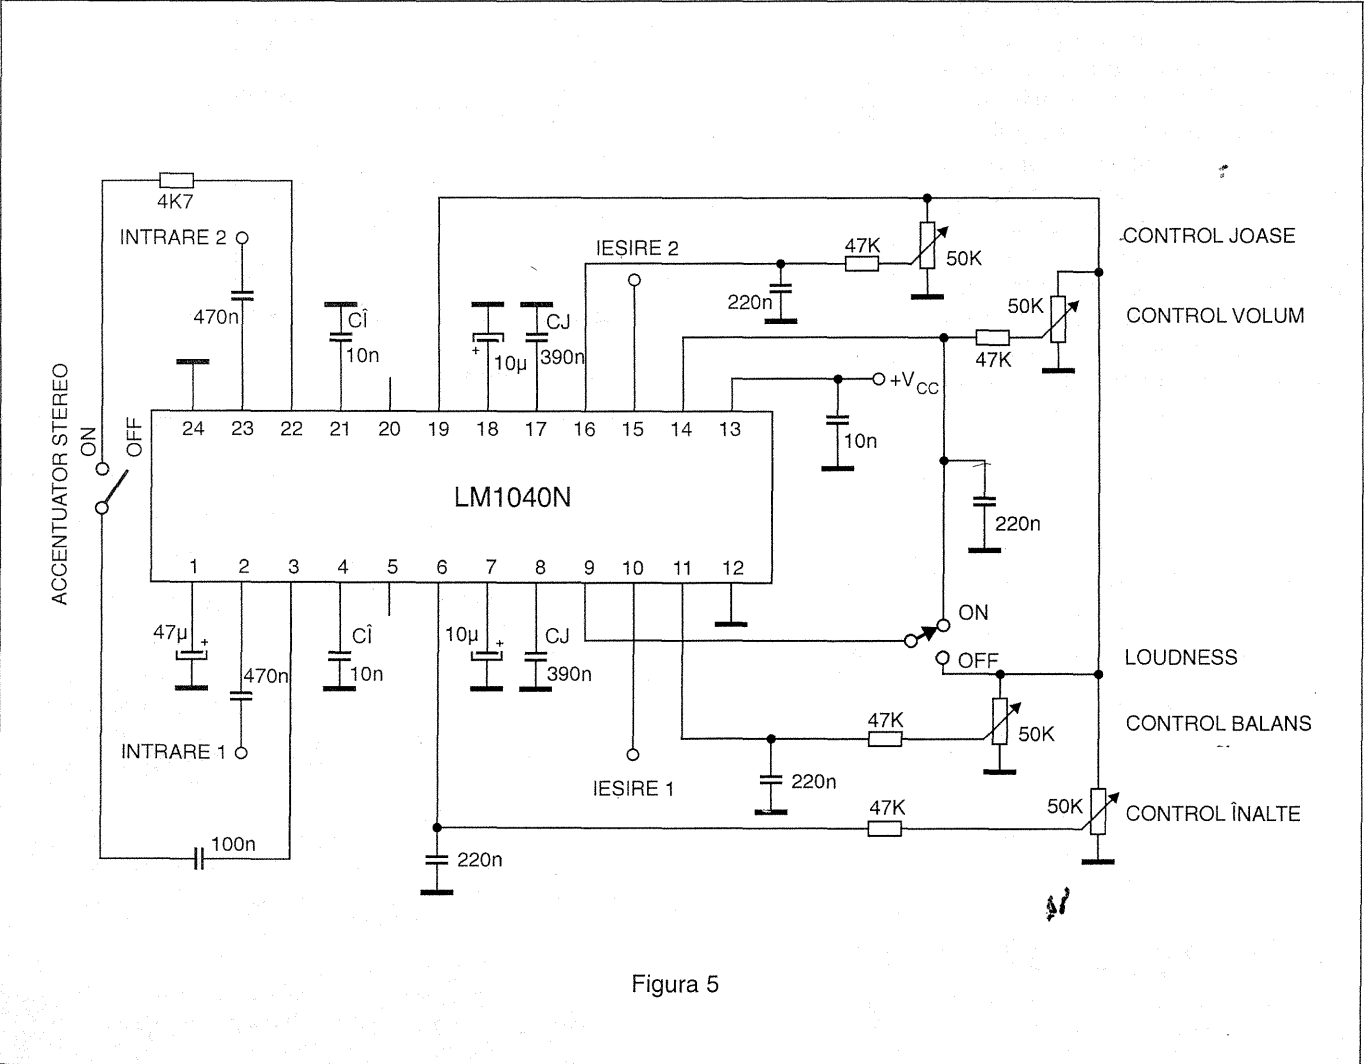 4K7
INTRARE 2
470n
CÎ
10n
10µ
+
CJ
390n
IEȘIRE 2
47K
50K
220n
CONTROL JOASE
50K
47K
CONTROL VOLUM
+VCC
10n
220n
ACCENTUATOR STEREO
ON
OFF
24 23 22 21 20 19 18 17 16 15 14 13
LM1040N
1 2 3 4 5 6 7 8 9 10 11 12
47µ
+
470n
INTRARE 1
100n
CÎ
10n
10µ
+
CJ
390n
IEȘIRE 1
220n
ON
OFF
LOUDNESS
47K
50K
220n
CONTROL BALANS
47K
50K
CONTROL ÎNALTE
Figura 5